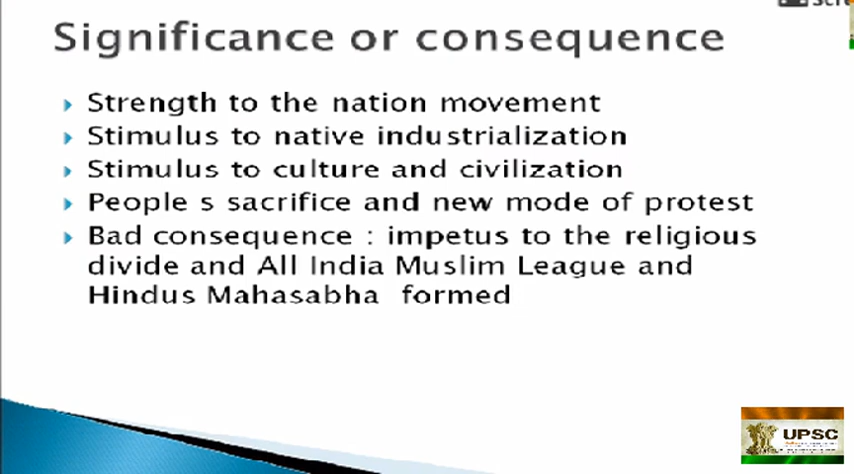 Significance or consequence
Strength to the nation movement
Stimulus to native industrialization
Stimulus to culture and civilization
People s sacrifice and new mode of protest
Bad consequence : impetus to the religious
divide and All India Muslim League and
Hindus Mahasabha formed
UPSC